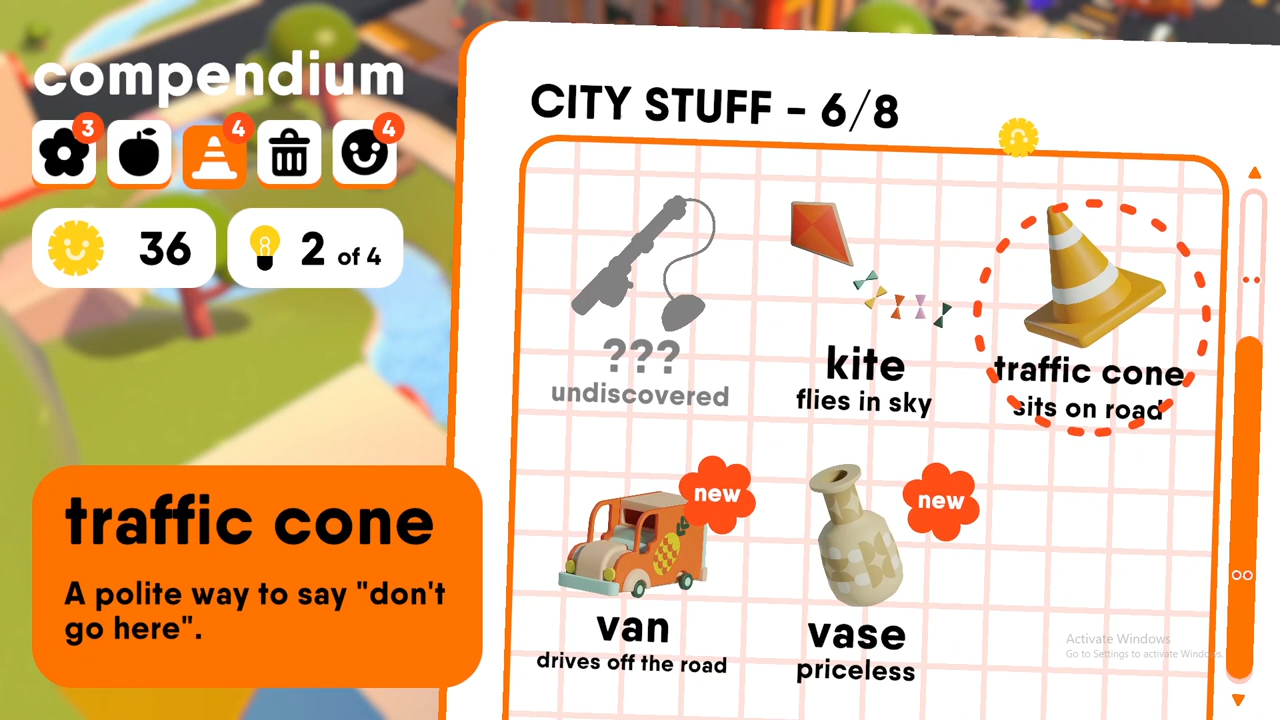 compendium
3
4
4
36
2 of 4
CITY STUFF - 6/8
???
undiscovered
kite
flies in sky
traffic cone
sits on road
new
van
drives off the road
new
vase
priceless
traffic cone
A polite way to say "don't
go here".
Activate Windows
Go to Settings to activate Windows.